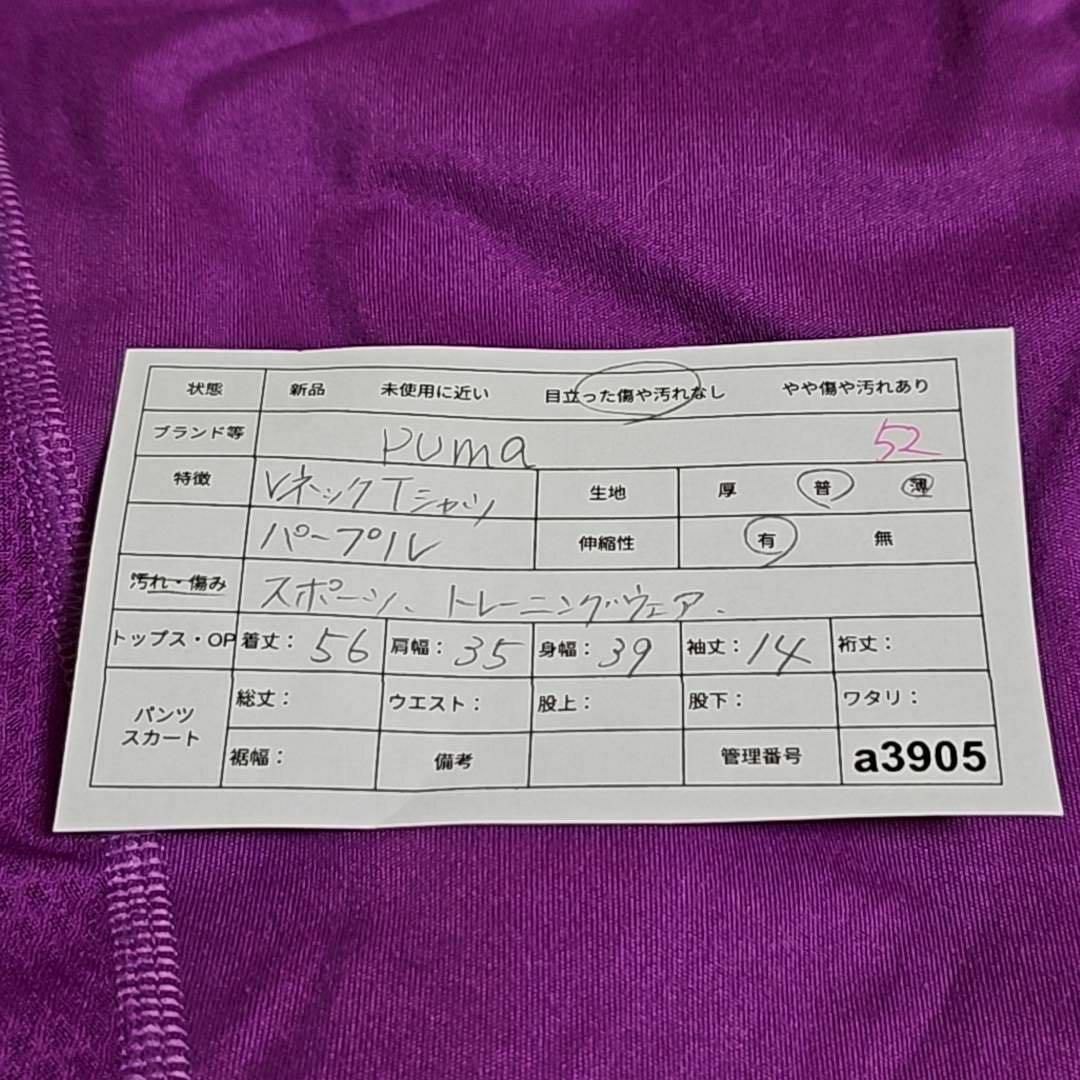 状態 新品 未使用に近い 目立った傷や汚れなし やや傷や汚れあり
ブランド等 PUMA 52
特徴 Vネック Tシャツ 生地 厚 普 薄
パープル 伸縮性 有 無
汚れ・傷み スポーツ、トレーニングウェア、
トップス・OP 着丈： 56 肩幅： 35 身幅： 39 袖丈： 14 裄丈：
パンツ スカート 総丈： ウエスト： 股上： 股下： ワタリ：
裾幅： 備考 管理番号 a3905